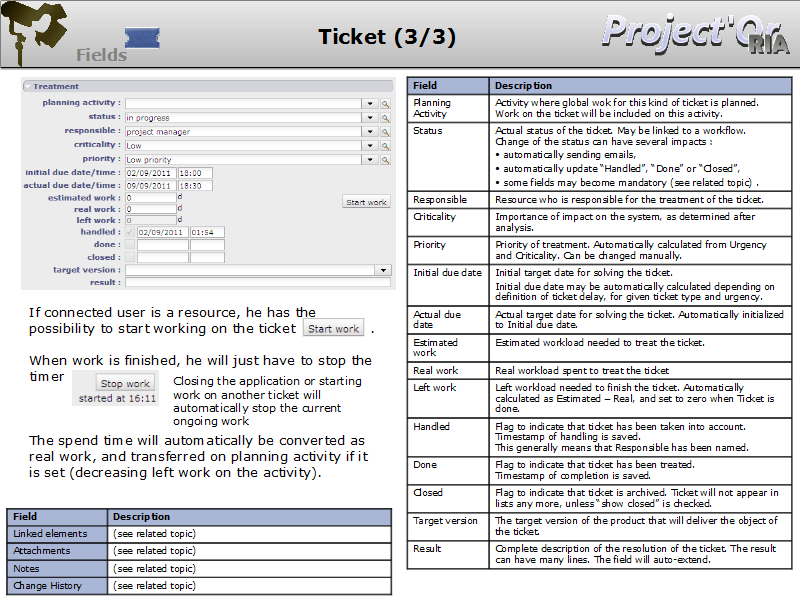 Ticket (3/3)
Fields
Project'Or
RIA
Treatment
planning activity :
status : in progress
responsible : project manager
criticality : Low
priority : Low priority
initial due date/time : 02/09/2011 18:00
actual due date/time : 09/09/2011 18:30
estimated work : 0 d
real work : 0 d
left work : 0 d
Start work
handled : 02/09/2011 01:54
done :
closed :
target version :
result :
If connected user is a resource, he has the
possibility to start working on the ticket Start work .
When work is finished, he will just have to stop the
timer
Stop work
started at 16:11
Closing the application or starting
work on another ticket will
automatically stop the current
ongoing work
The spend time will automatically be converted as
real work, and transferred on planning activity if it
is set (decreasing left work on the activity).
Field Description
Linked elements (see related topic)
Attachments (see related topic)
Notes (see related topic)
Change History (see related topic)
Field Description
Planning
Activity
Activity where global wok for this kind of ticket is planned.
Work on the ticket will be included on this activity.
Status
Actual status of the ticket. May be linked to a workflow.
Change of the status can have several impacts :
• automatically sending emails,
• automatically update “Handled”, “Done” or “Closed”,
• some fields may become mandatory (see related topic) .
Responsible Resource who is responsible for the treatment of the ticket.
Criticality
Importance of impact on the system, as determined after
analysis.
Priority
Priority of treatment. Automatically calculated from Urgency
and Criticality. Can be changed manually.
Initial due date
Initial target date for solving the ticket.
Initial due date may be automatically calculated depending on
definition of ticket delay, for given ticket type and urgency.
Actual due
date
Actual target date for solving the ticket. Automatically initialized
to Initial due date.
Estimated
work
Estimated workload needed to treat the ticket.
Real work Real workload spent to treat the ticket
Left work
Left workload needed to finish the ticket. Automatically
calculated as Estimated – Real, and set to zero when Ticket is
done.
Handled
Flag to indicate that ticket has been taken into account.
Timestamp of handling is saved.
This generally means that Responsible has been named.
Done
Flag to indicate that ticket has been treated.
Timestamp of completion is saved.
Closed
Flag to indicate that ticket is archived. Ticket will not appear in
lists any more, unless “show closed” is checked.
Target version
The target version of the product that will deliver the object of
the ticket.
Result
Complete description of the resolution of the ticket. The result
can have many lines. The field will auto-extend.